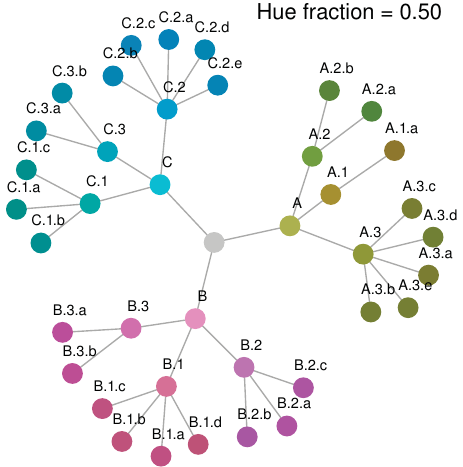 Hue fraction = 0.50
C.2.c
C.2.a
C.2.d
C.2.b
C.2.e
C.2
C.3.b
C.3.a
C.3
C.1.c
C.1.a
C.1.b
C.1
C
A.2.b
A.2.a
A.2
A.1.a
A.1
A
A.3.c
A.3.d
A.3
A.3.a
A.3.b
A.3.e
B
B.3.a
B.3
B.3.b
B.2
B.1
B.2.c
B.1.c
B.2.a
B.2.b
B.1.b
B.1.d
B.1.a